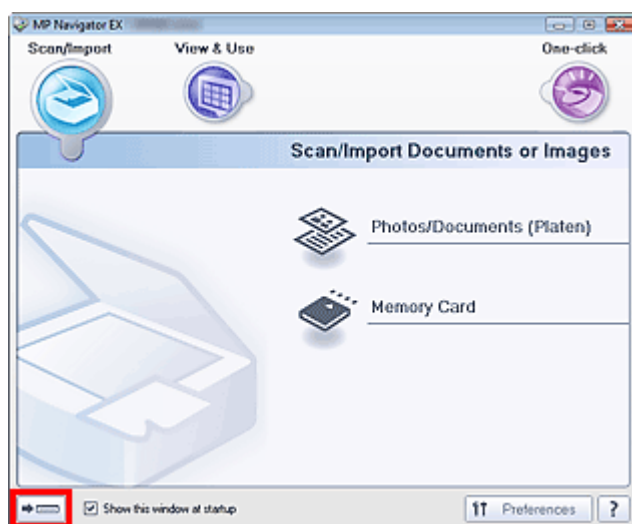 MP Navigator EX
Scan/Import View & Use One-click
Scan/Import Documents or Images
Photos/Documents (Platen)
Memory Card
Show this window at startup Preferences ?